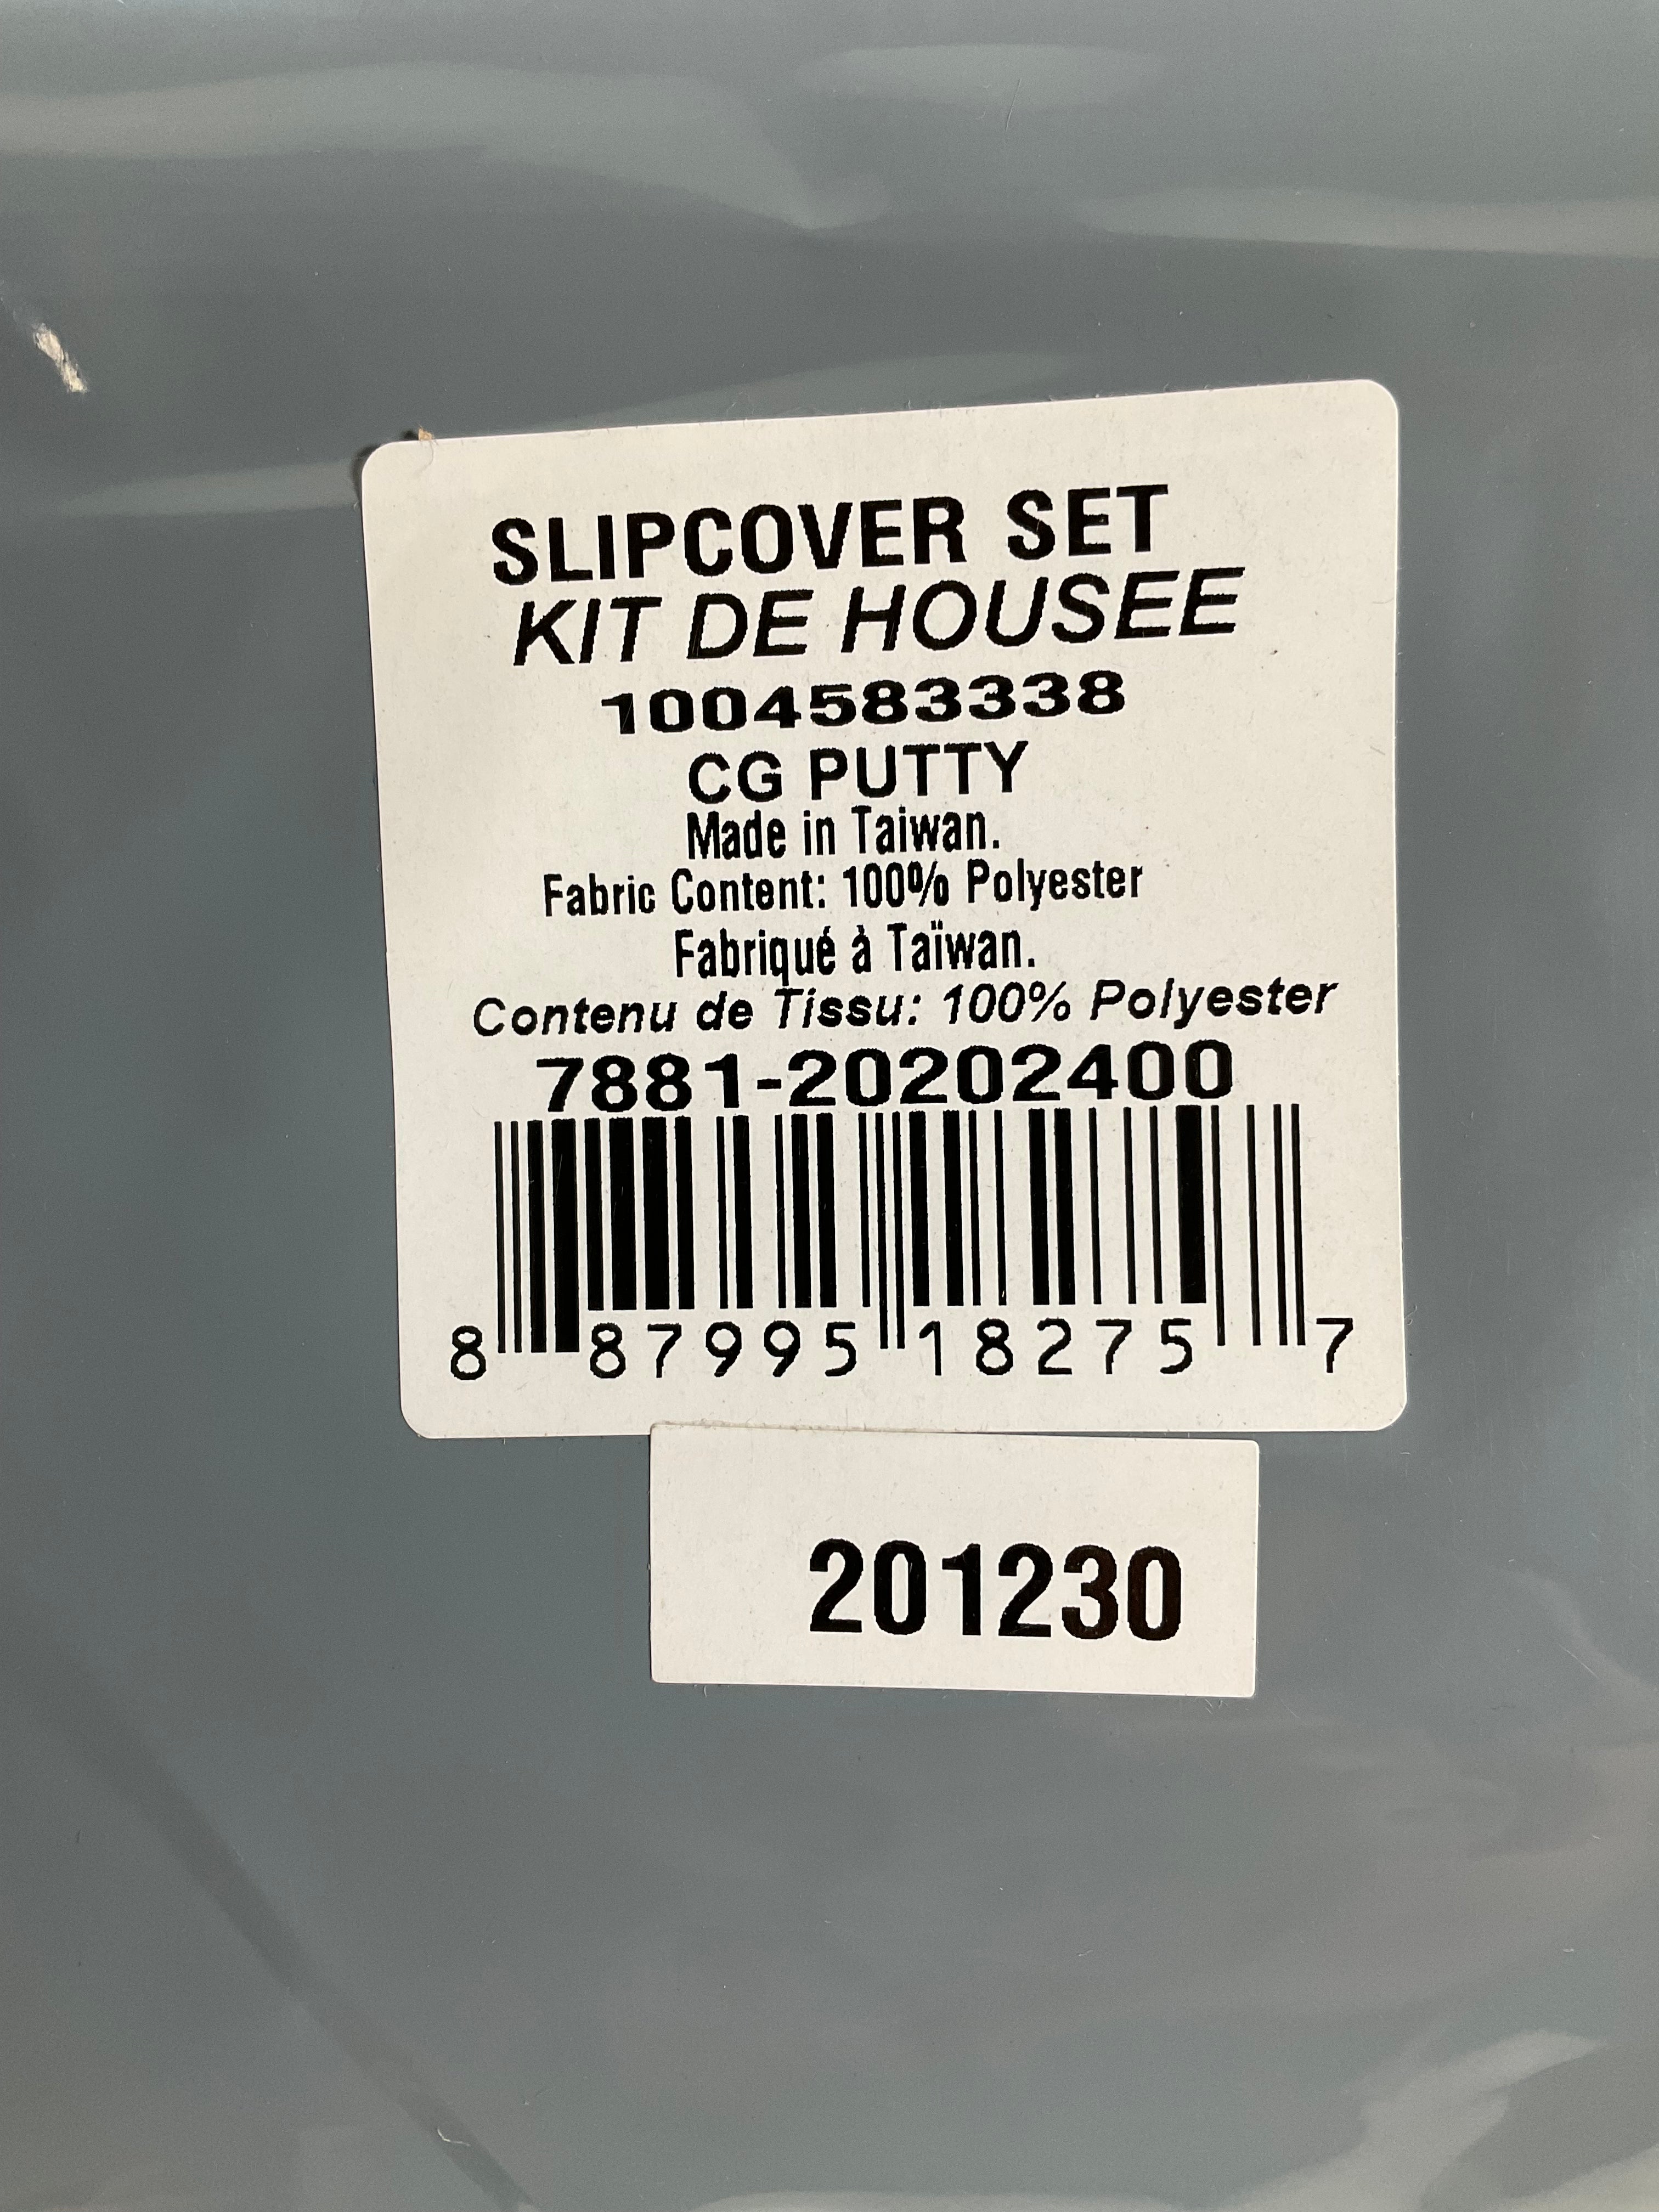 SLIPCOVER SET
KIT DE HOUSEE
1004583338
CG PUTTY
Made in Taiwan.
Fabric Content: 100% Polyester
Fabriqué à Taïwan.
Contenu de Tissu: 100% Polyester
7881-20202400
8 87995 18275 7
201230